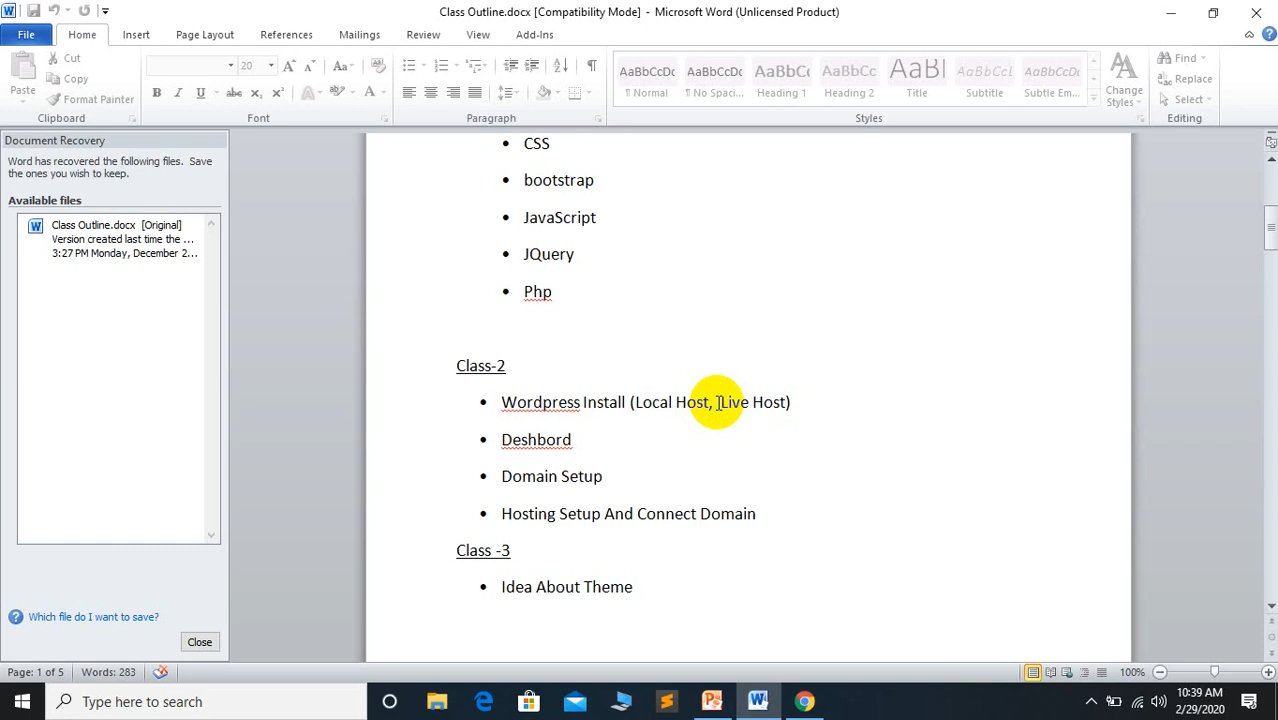 Class Outline.docx [Compatibility Mode] - Microsoft Word (Unlicensed Product)
File Home Insert Page Layout References Mailings Review View Add-Ins
Paste
Cut
Copy
Format Painter
Clipboard
20
Aa
B I U abc X₂ X² A A
Font
Paragraph
AaBbCcDc AaBbCcDc AaBbCc AaBbCc AaBl AaBbCcL AaBbCcDc
¶ Normal ¶ No Spaci... Heading 1 Heading 2 Title Subtitle Subtle Em...
Change Styles
Styles
Find
Replace
Select
Editing
Document Recovery
Word has recovered the following files. Save
the ones you wish to keep.
Available files
Class Outline.docx [Original]
Version created last time the ...
3:27 PM Monday, December 2...
Which file do I want to save?
Close
• CSS
• bootstrap
• JavaScript
• JQuery
• Php
Class-2
• Wordpress Install (Local Host, Live Host)
• Deshbord
• Domain Setup
• Hosting Setup And Connect Domain
Class -3
• Idea About Theme
Page: 1 of 5 Words: 283 100%
Type here to search
10:39 AM
2/29/2020